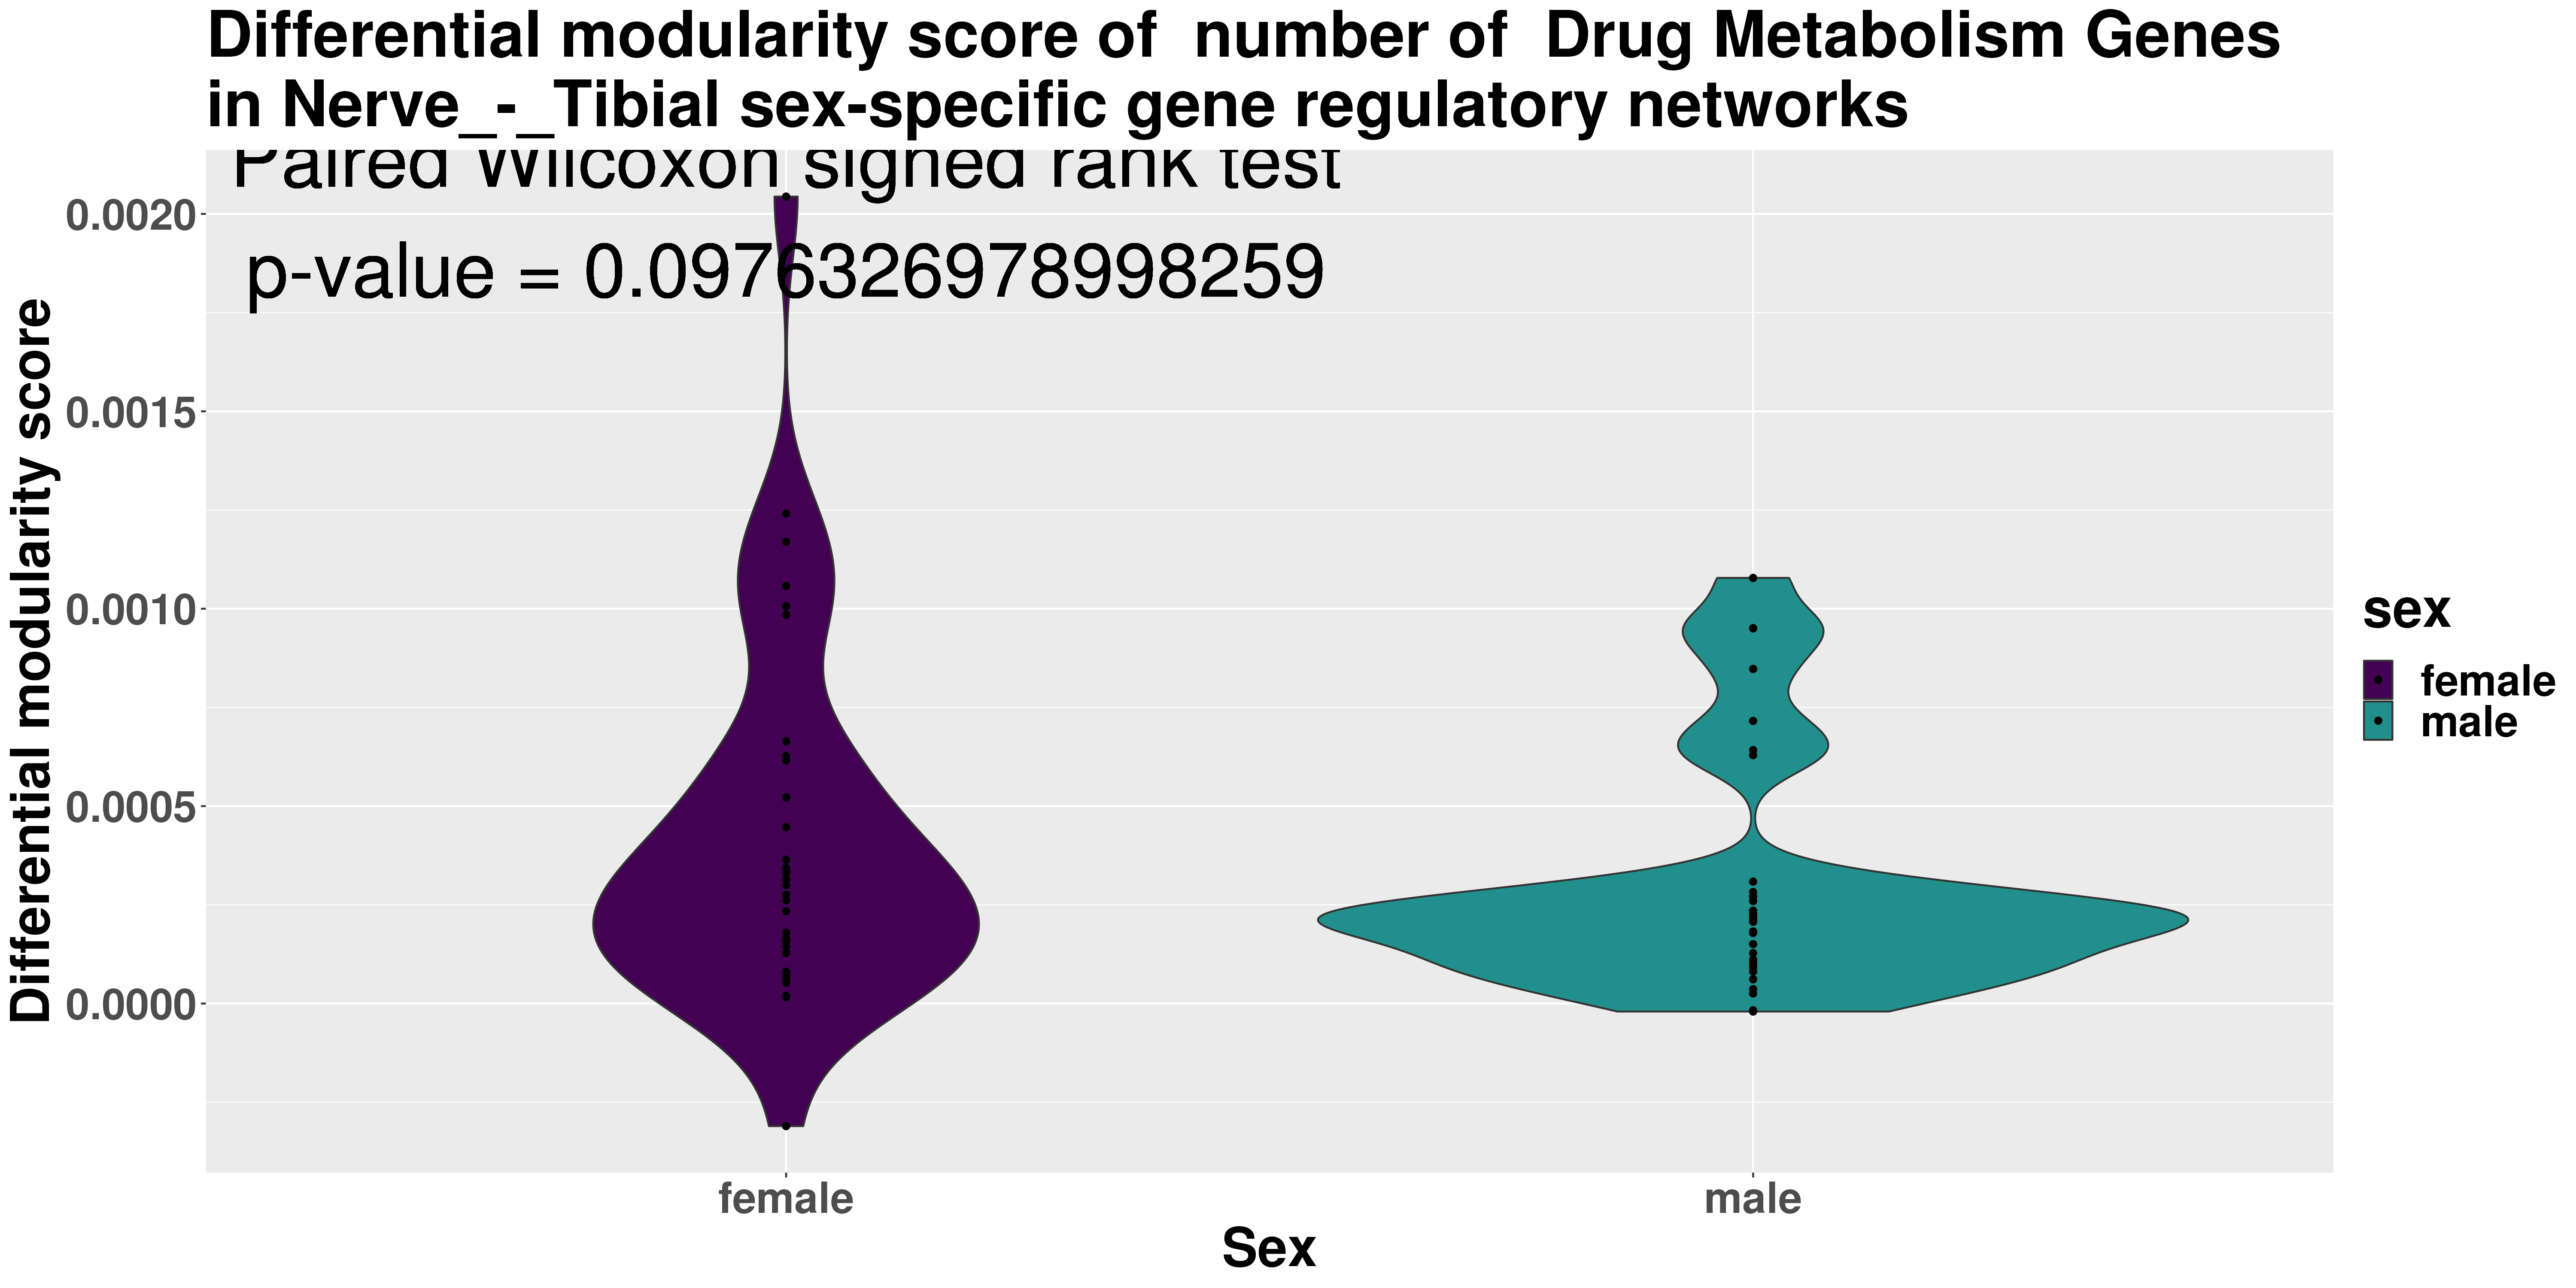 Differential modularity score of  number of  Drug Metabolism Genes
in Nerve_-_Tibial sex-specific gene regulatory networks
Paired Wilcoxon signed rank test
p-value = 0.0976326978998259
Differential modularity score
0.0020
0.0015
0.0010
0.0005
0.0000
female
male
Sex
sex
female
male